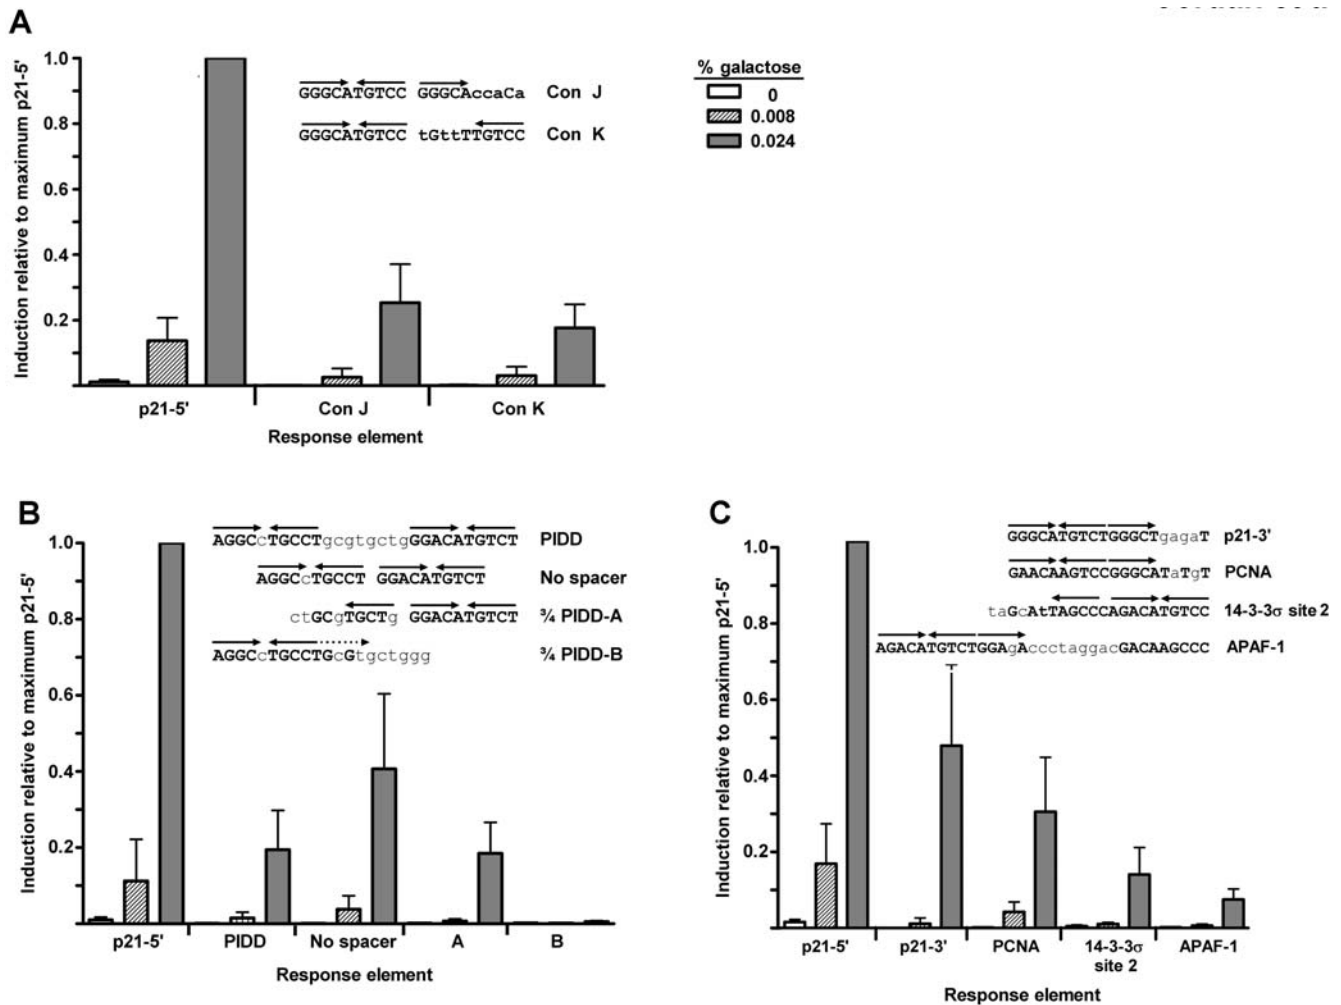 A
1.0
0.8
0.6
0.4
0.2
Induction relative to maximum p21-5'
GGGCATGTCC GGGCAccaCa Con J
GGGCATGTCC tGttTTGTCC Con K
p21-5' Con J Con K
Response element
% galactose
0
0.008
0.024
B
1.0
0.8
0.6
0.4
0.2
Induction relative to maximum p21-5'
AGGCcTGCCTgcgtgctgGGACATGTCT PIDD
AGGCcTGCCT GGACATGTCT No spacer
ctGCgTGCTg GGACATGTCT ¾ PIDD-A
AGGCcTGCCTGcGtgctggg ¾ PIDD-B
p21-5' PIDD No spacer A B
Response element
C
1.0
0.8
0.6
0.4
0.2
Induction relative to maximum p21-5'
GGGCATGTCTGGGCTgagaT p21-3'
GAACAAGTCCGGGCATaTgT PCNA
taGcAtTAGCCCAGACATGTCC 14-3-3σ site 2
AGACATGTCTGGAgAccctaggacGACAAGCCC APAF-1
p21-5' p21-3' PCNA 14-3-3σ APAF-1
site 2
Response element